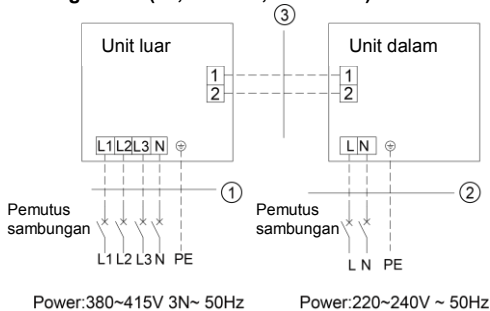 ③
Unit luar
Unit dalam
1
2
1
2
L1 L2 L3 N
L N
①
②
Pemutus
sambungan
Pemutus
sambungan
L1 L2 L3 N PE
L N PE
Power:380~415V 3N~ 50Hz
Power:220~240V ~ 50Hz